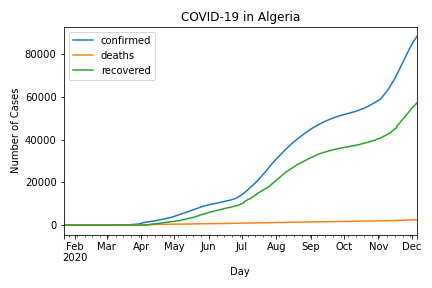 COVID-19 in Algeria
confirmed
deaths
recovered
Number of Cases
80000
60000
40000
20000
0
Feb Mar Apr May Jun Jul Aug Sep Oct Nov Dec
2020
Day